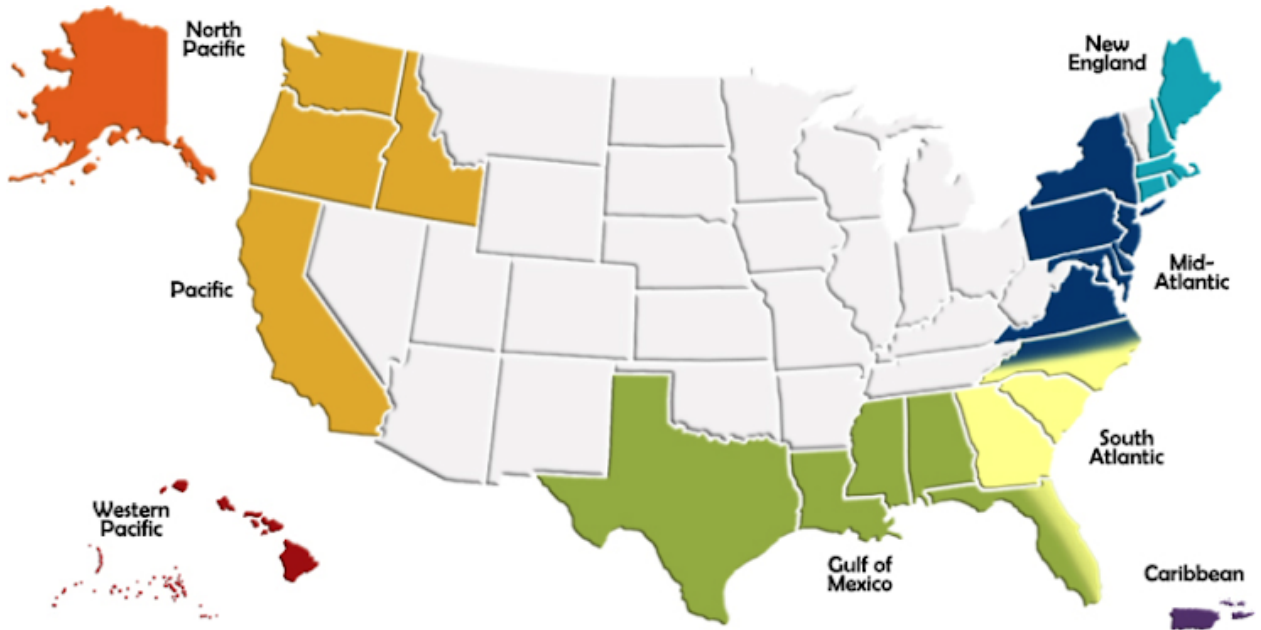 North
Pacific
New
England
Pacific
Mid-
Atlantic
South
Atlantic
Western
Pacific
Gulf of
Mexico
Caribbean